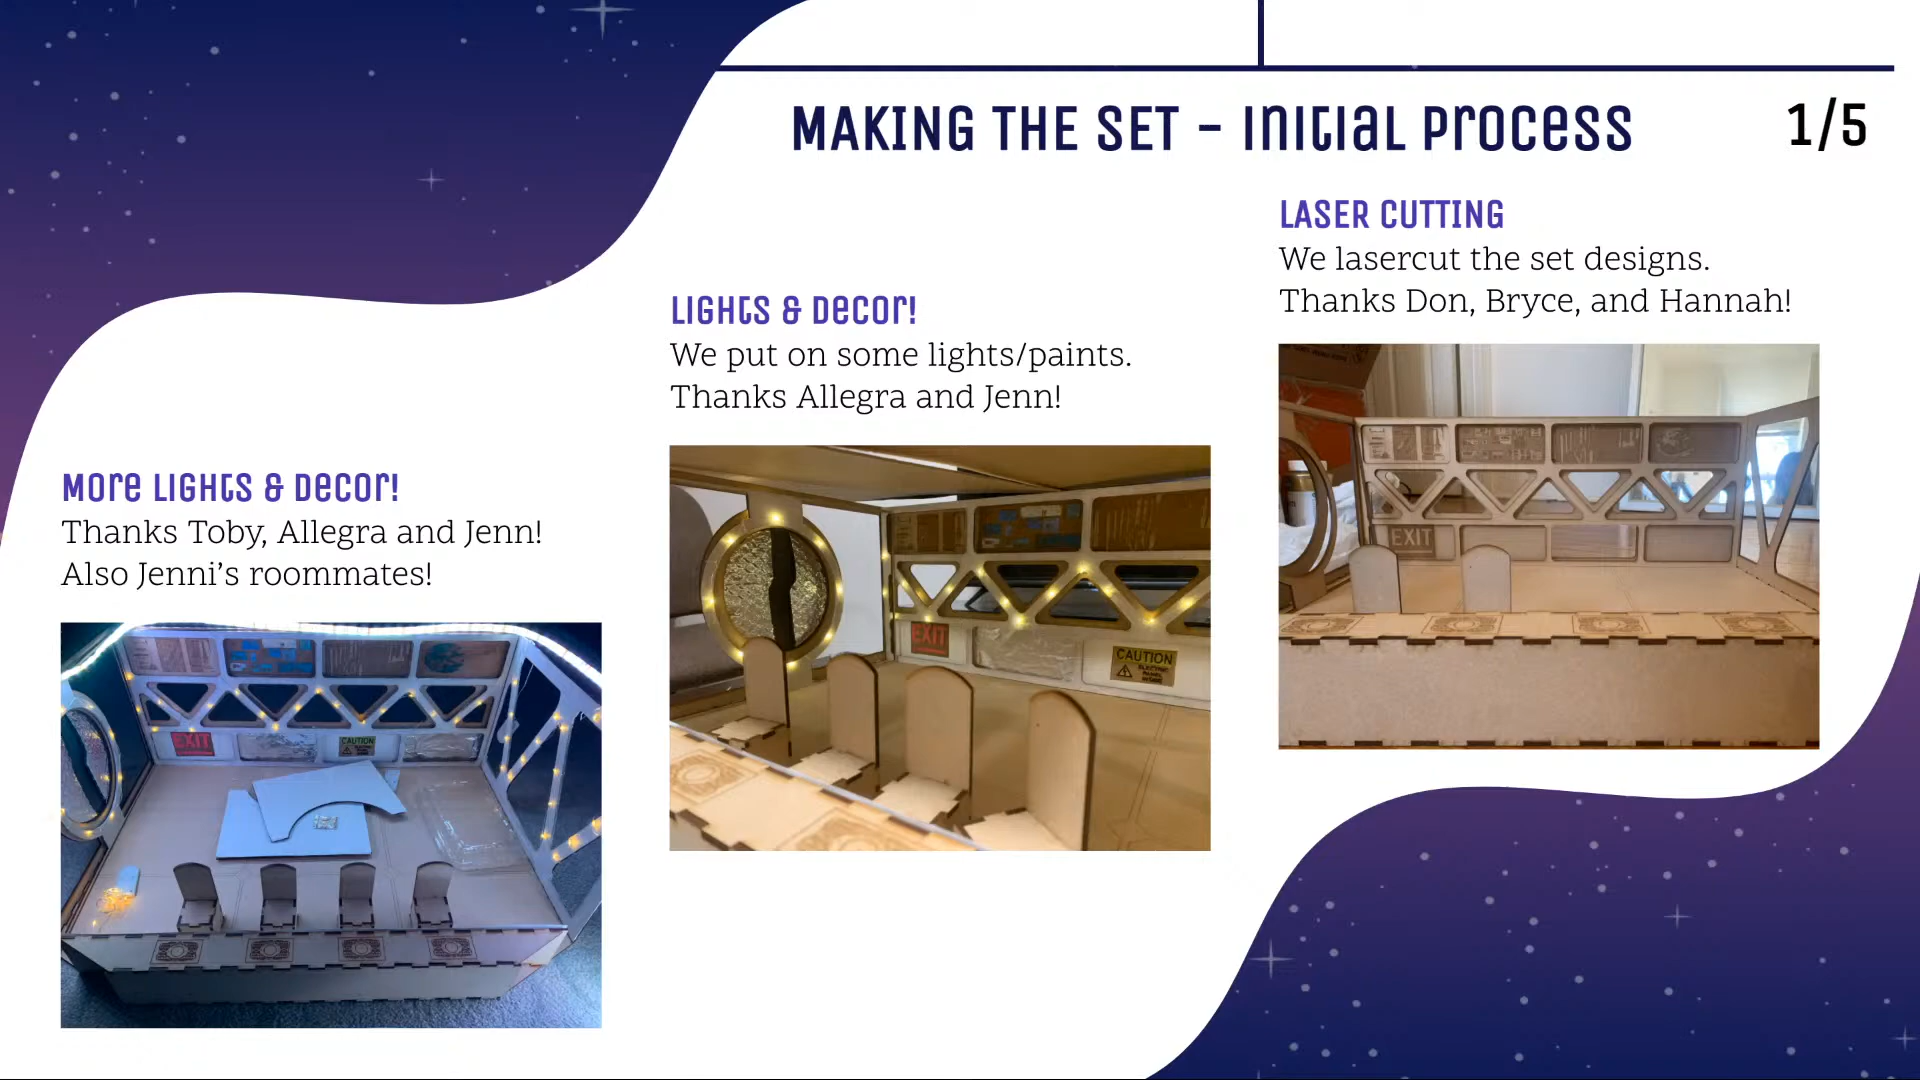 MAKING THE SET - Initial Process
1/5
LASER CUTTING
We lasercut the set designs.
Thanks Don, Bryce, and Hannah!
EXIT
Lights & Decor!
We put on some lights/paints.
Thanks Allegra and Jenn!
EXIT
CAUTION
More Lights & Decor!
Thanks Toby, Allegra and Jenn!
Also Jenni's roommates!
EXIT
CAUTION